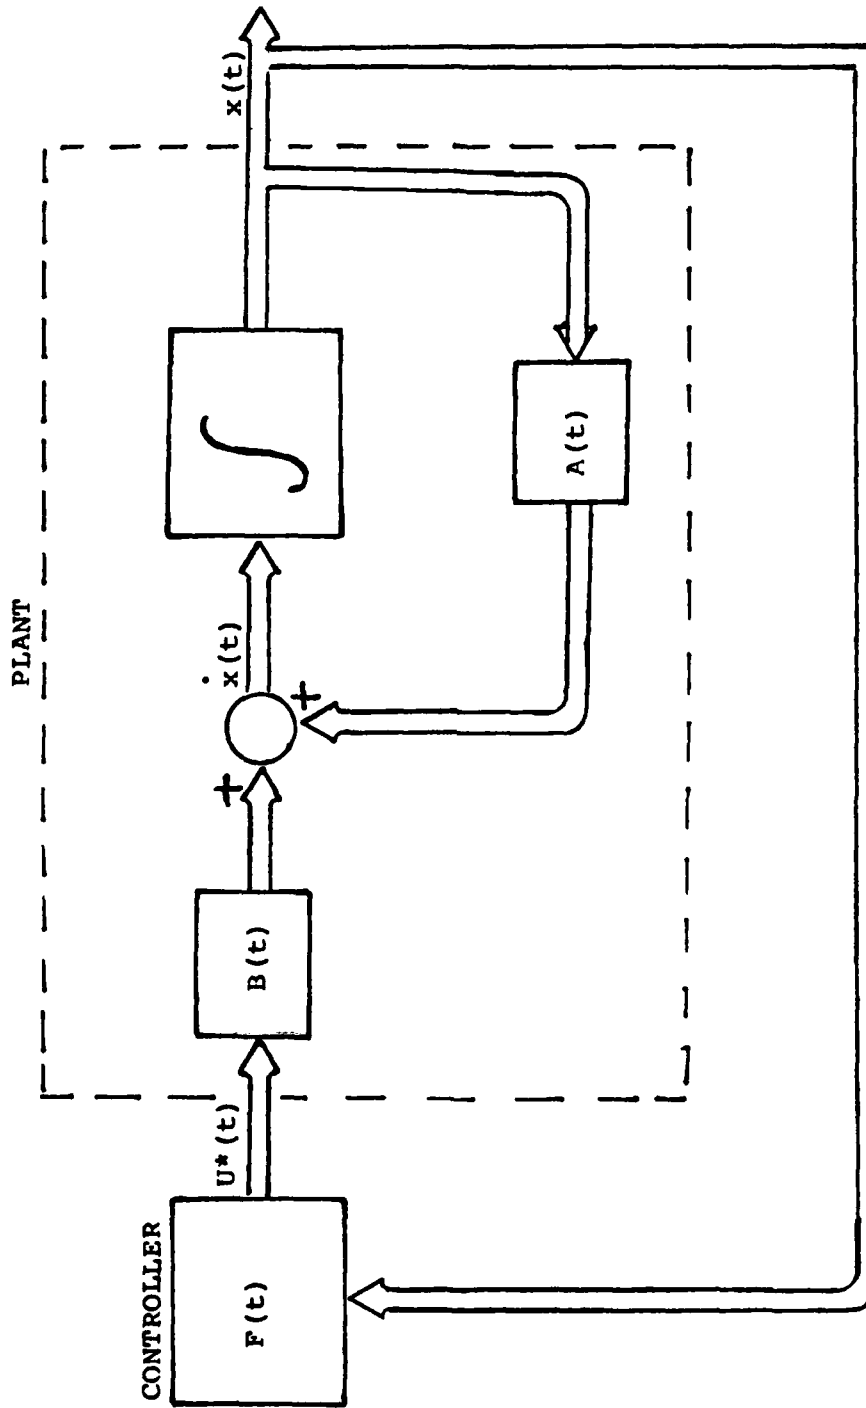 PLANT
CONTROLLER
F(t)
U*(t)
B(t)
+
+
ẋ(t)
∫
x(t)
A(t)